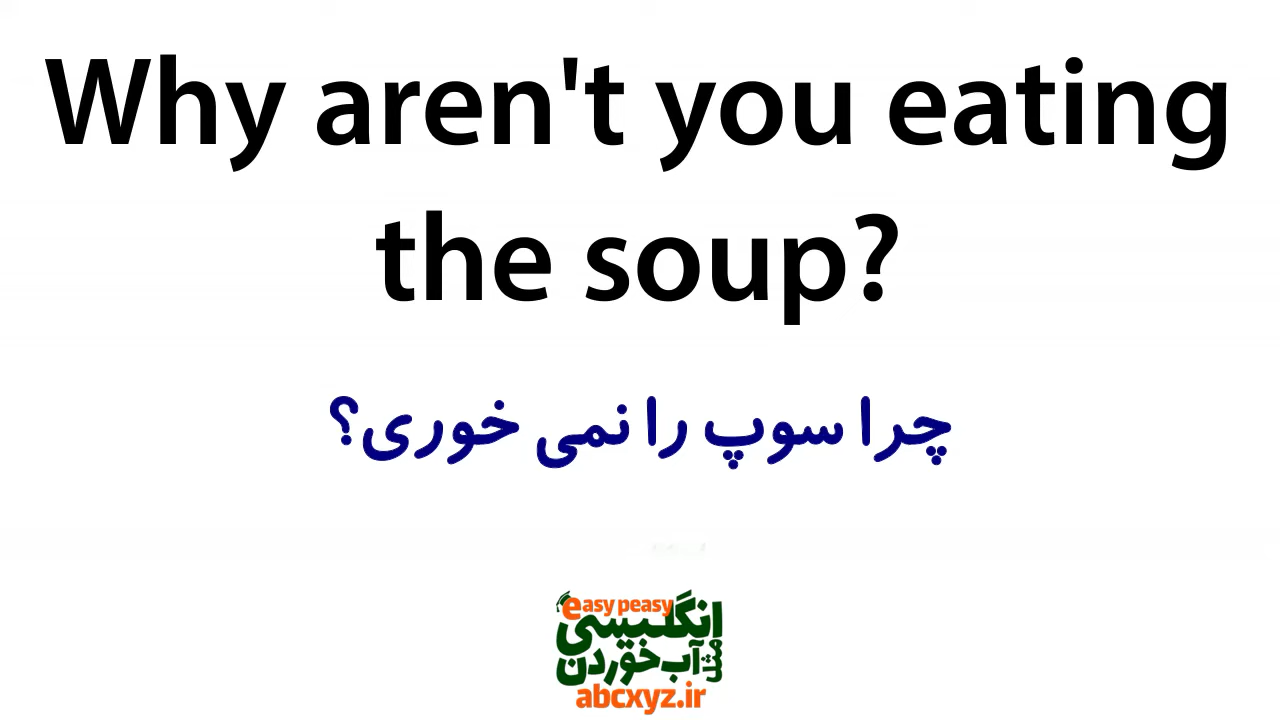 Why aren't you eating
the soup?
چرا سوپ را نمی خوری؟
easy peasy
انگلیسی
مثل آب خوردن
abcxyz.ir